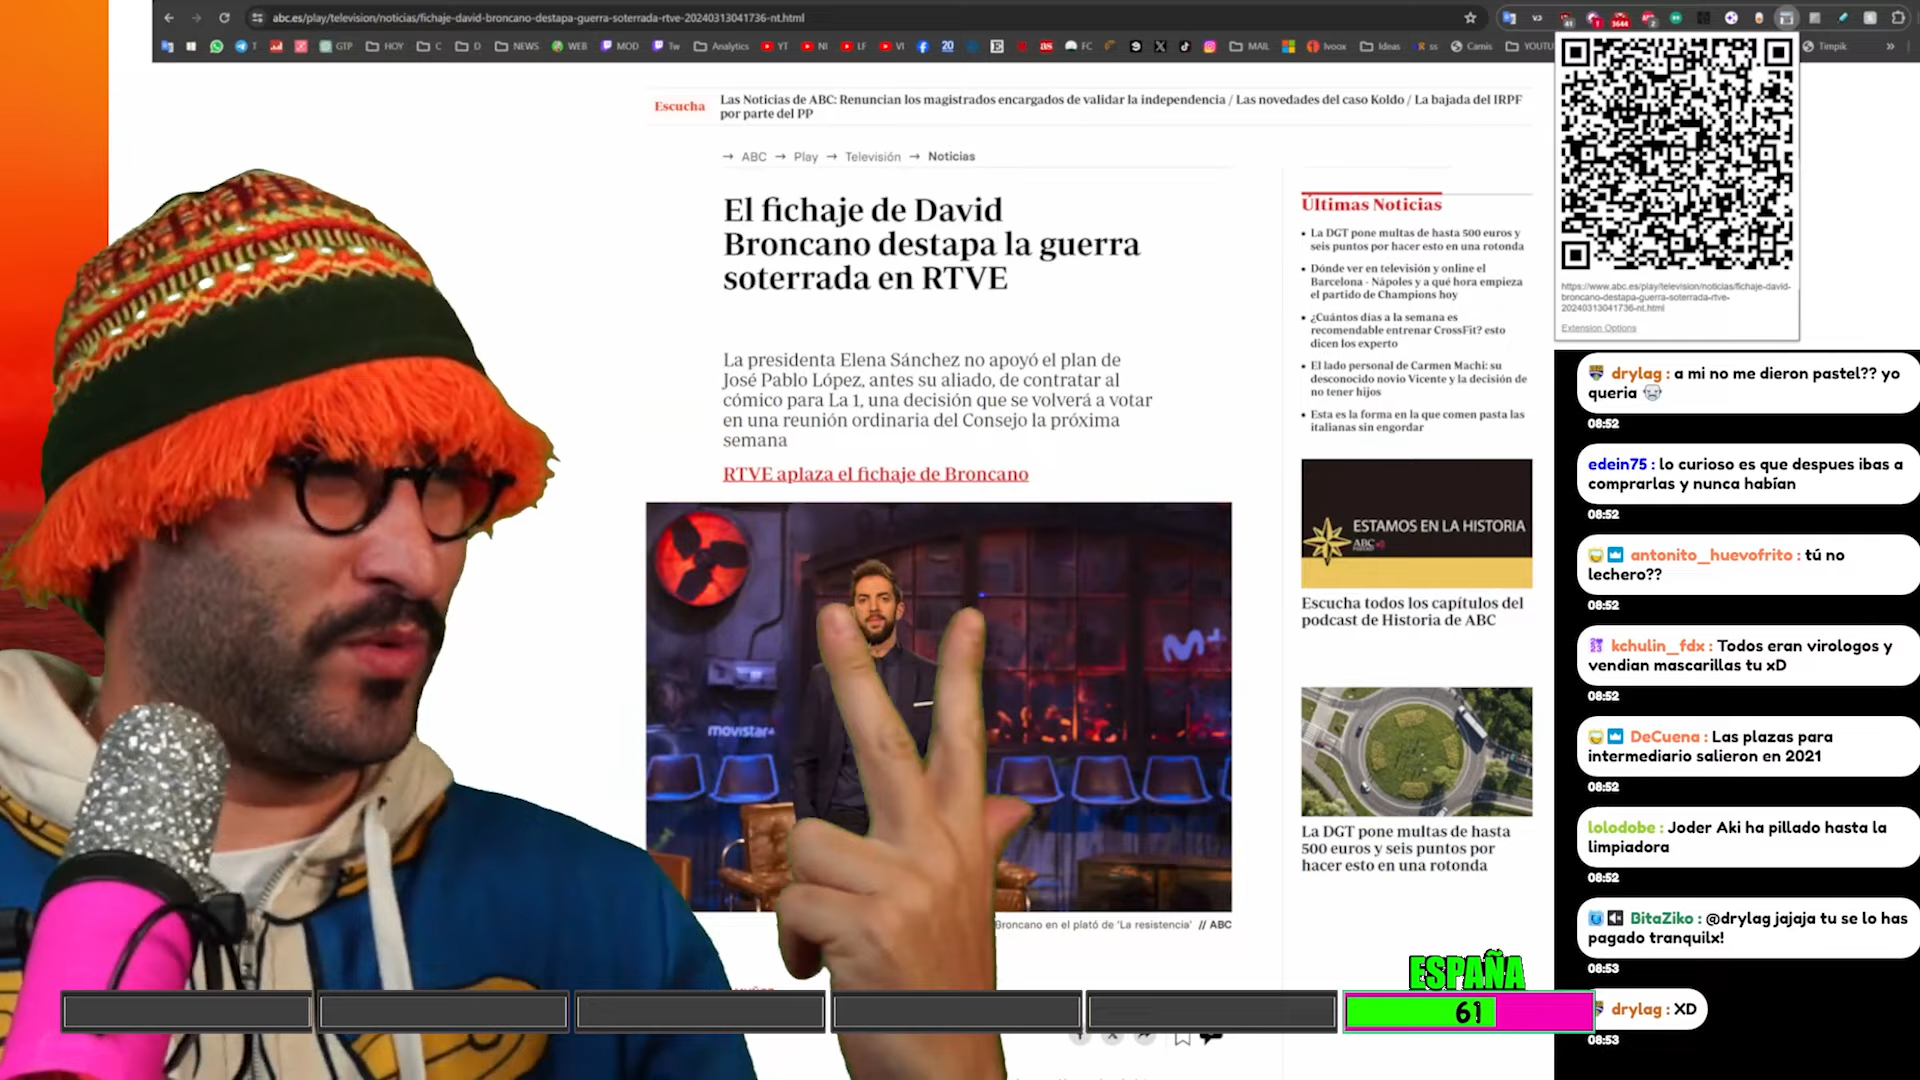 abc.es/play/television/noticias/fichaje-david-broncano-destapa-guerra-soterrada-rtve-20240313041736-nt.html
T
GTP
HOY
C
D
NEWS
WEB
MOD
Tw
Analytics
YT
NI
LF
VI
20
as
FC
MAIL
Ivoox
Ideas
ss
Camis
YOUTU
Timpik
»
3644
Escucha
Las Noticias de ABC: Renuncian los magistrados encargados de validar la independencia / Las novedades del caso Koldo / La bajada del IRPF
por parte del PP
→ ABC → Play → Televisión → Noticias
El fichaje de David
Broncano destapa la guerra
soterrada en RTVE
La presidenta Elena Sánchez no apoyó el plan de
José Pablo López, antes su aliado, de contratar al
cómico para La 1, una decisión que se volverá a votar
en una reunión ordinaria del Consejo la próxima
semana
RTVE aplaza el fichaje de Broncano
M+
movistar+
Broncano en el plató de 'La resistencia' // ABC
Últimas Noticias
• La DGT pone multas de hasta 500 euros y
seis puntos por hacer esto en una rotonda
• Dónde ver en televisión y online el
Barcelona - Nápoles y a qué hora empieza
el partido de Champions hoy
• ¿Cuántos días a la semana es
recomendable entrenar CrossFit? esto
dicen los experto
• El lado personal de Carmen Machi: su
desconocido novio Vicente y la decisión de
no tener hijos
• Esta es la forma en la que comen pasta las
italianas sin engordar
ESTAMOS EN LA HISTORIA
ABC
Escucha todos los capítulos del
podcast de Historia de ABC
La DGT pone multas de hasta
500 euros y seis puntos por
hacer esto en una rotonda
https://www.abc.es/play/television/noticias/fichaje-david-
broncano-destapa-guerra-soterrada-rtve-
20240313041736-nt.html
Extension Options
drylag : a mi no me dieron pastel?? yo
queria
08:52
edein75 : lo curioso es que despues ibas a
comprarlas y nunca habían
08:52
antonito_huevofrito : tú no
lechero??
08:52
kchulin_fdx : Todos eran virologos y
vendian mascarillas tu xD
08:52
DeCuena : Las plazas para
intermediario salieron en 2021
08:52
lolodobe : Joder Aki ha pillado hasta la
limpiadora
08:52
BitaZiko : @drylag jajaja tu se lo has
pagado tranquilx!
08:53
drylag : XD
08:53
ESPAÑA
61